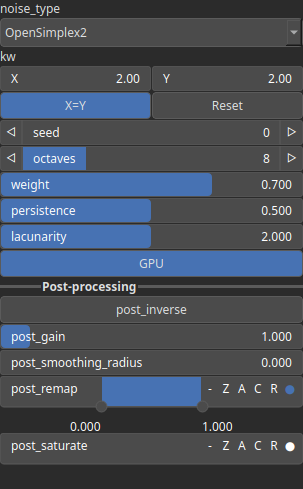 noise_type
OpenSimplex2
kw
X 2.00 Y 2.00
X=Y Reset
seed 0
octaves 8
weight 0.700
persistence 0.500
lacunarity 2.000
GPU
Post-processing
post_inverse
post_gain 1.000
post_smoothing_radius 0.000
post_remap - Z A C R
0.000 1.000
post_saturate - Z A C R